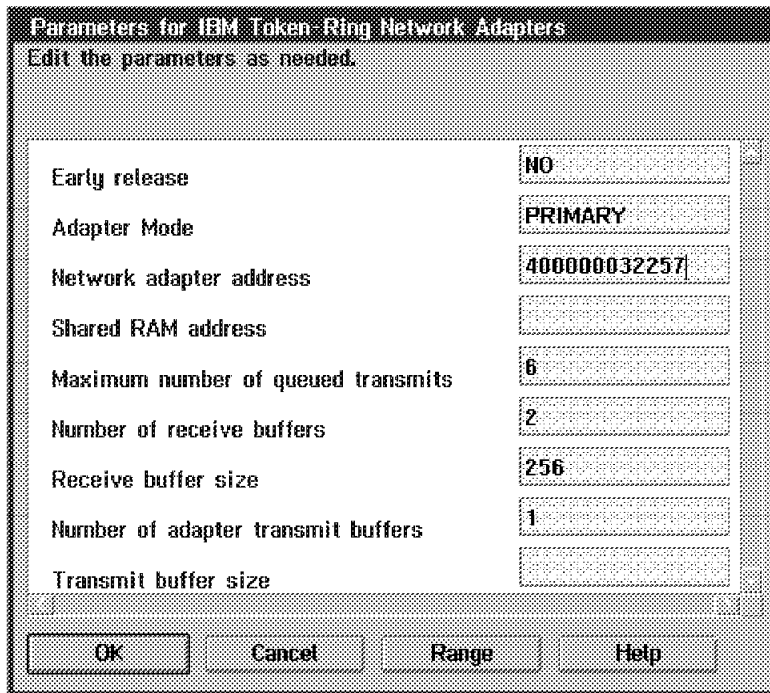 Parameters for IBM Token-Ring Network Adapters
Edit the parameters as needed.
Early release NO
Adapter Mode PRIMARY
Network adapter address 400000032257
Shared RAM address
Maximum number of queued transmits 6
Number of receive buffers 2
Receive buffer size 256
Number of adapter transmit buffers 1
Transmit buffer size
OK Cancel Range Help